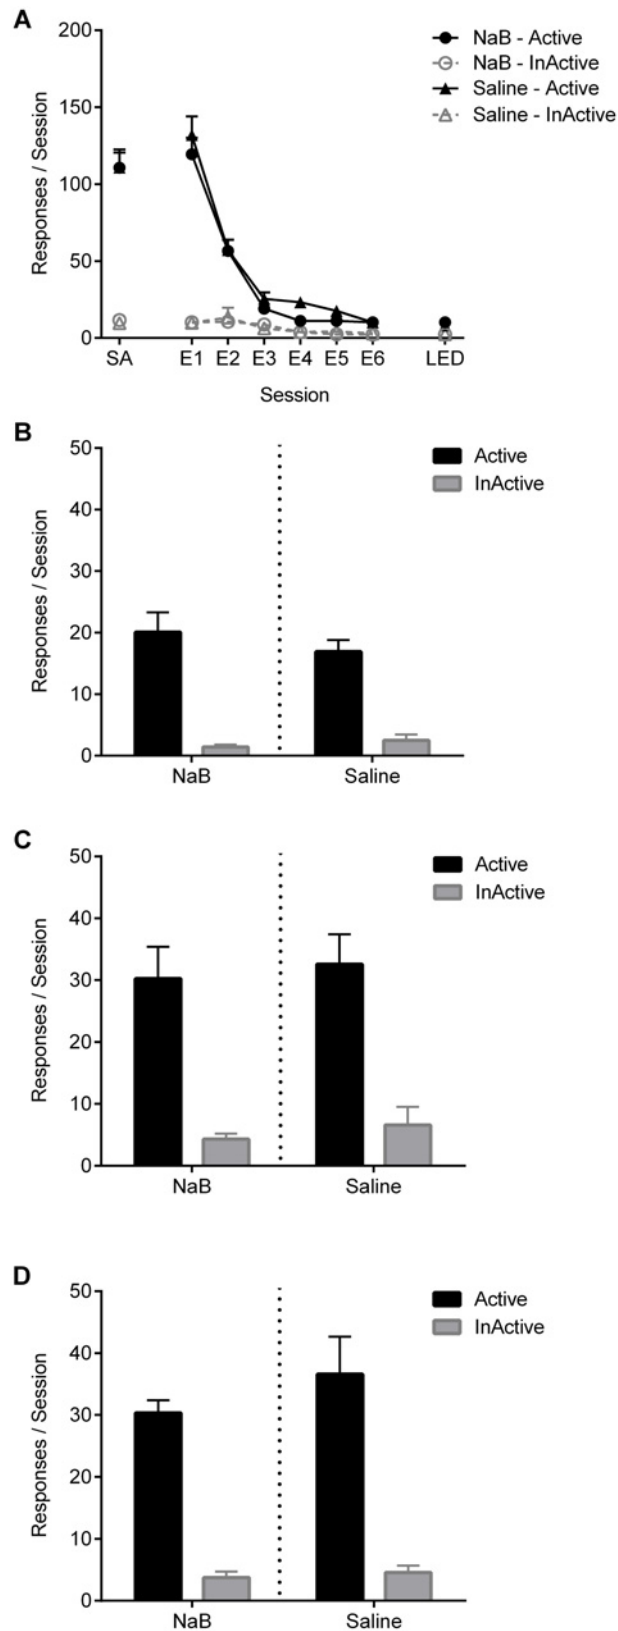 A
200
150
100
50
0
Responses / Session
SA E1 E2 E3 E4 E5 E6 LED
Session
NaB - Active
NaB - InActive
Saline - Active
Saline - InActive
B
50
40
30
20
10
0
Responses / Session
NaB Saline
Active
InActive
C
50
40
30
20
10
0
Responses / Session
NaB Saline
Active
InActive
D
50
40
30
20
10
0
Responses / Session
NaB Saline
Active
InActive